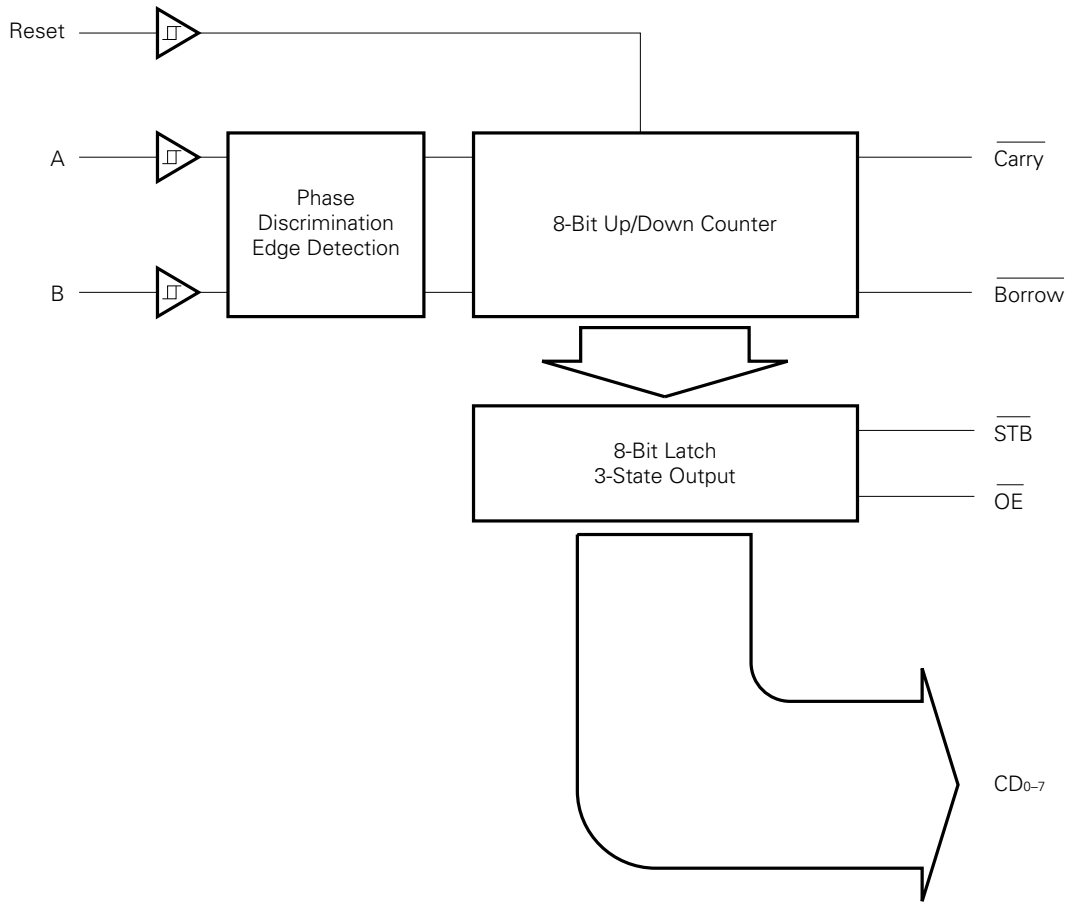 Reset
A
Phase
Discrimination
Edge Detection
8-Bit Up/Down Counter
Carry
B
Borrow
8-Bit Latch
3-State Output
STB
OE
CD0–7